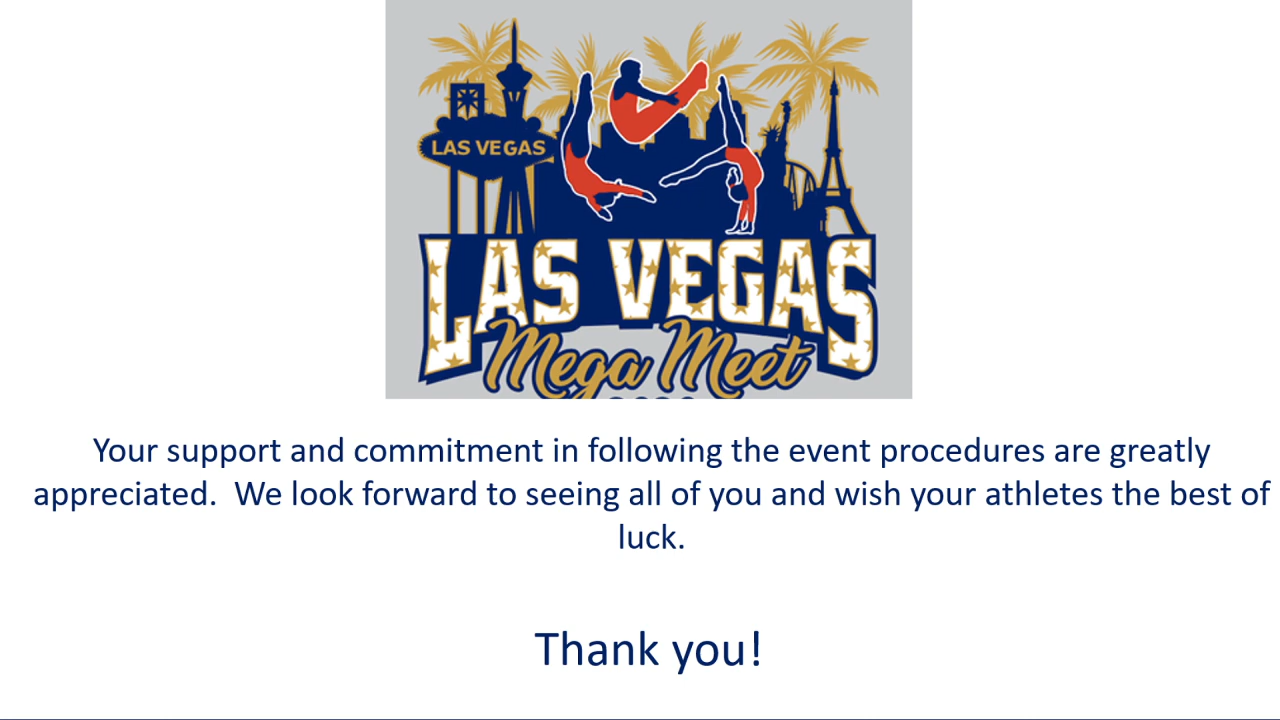 LAS VEGAS
LAS VEGAS
Mega Meet
Your support and commitment in following the event procedures are greatly
appreciated.  We look forward to seeing all of you and wish your athletes the best of
luck.
Thank you!